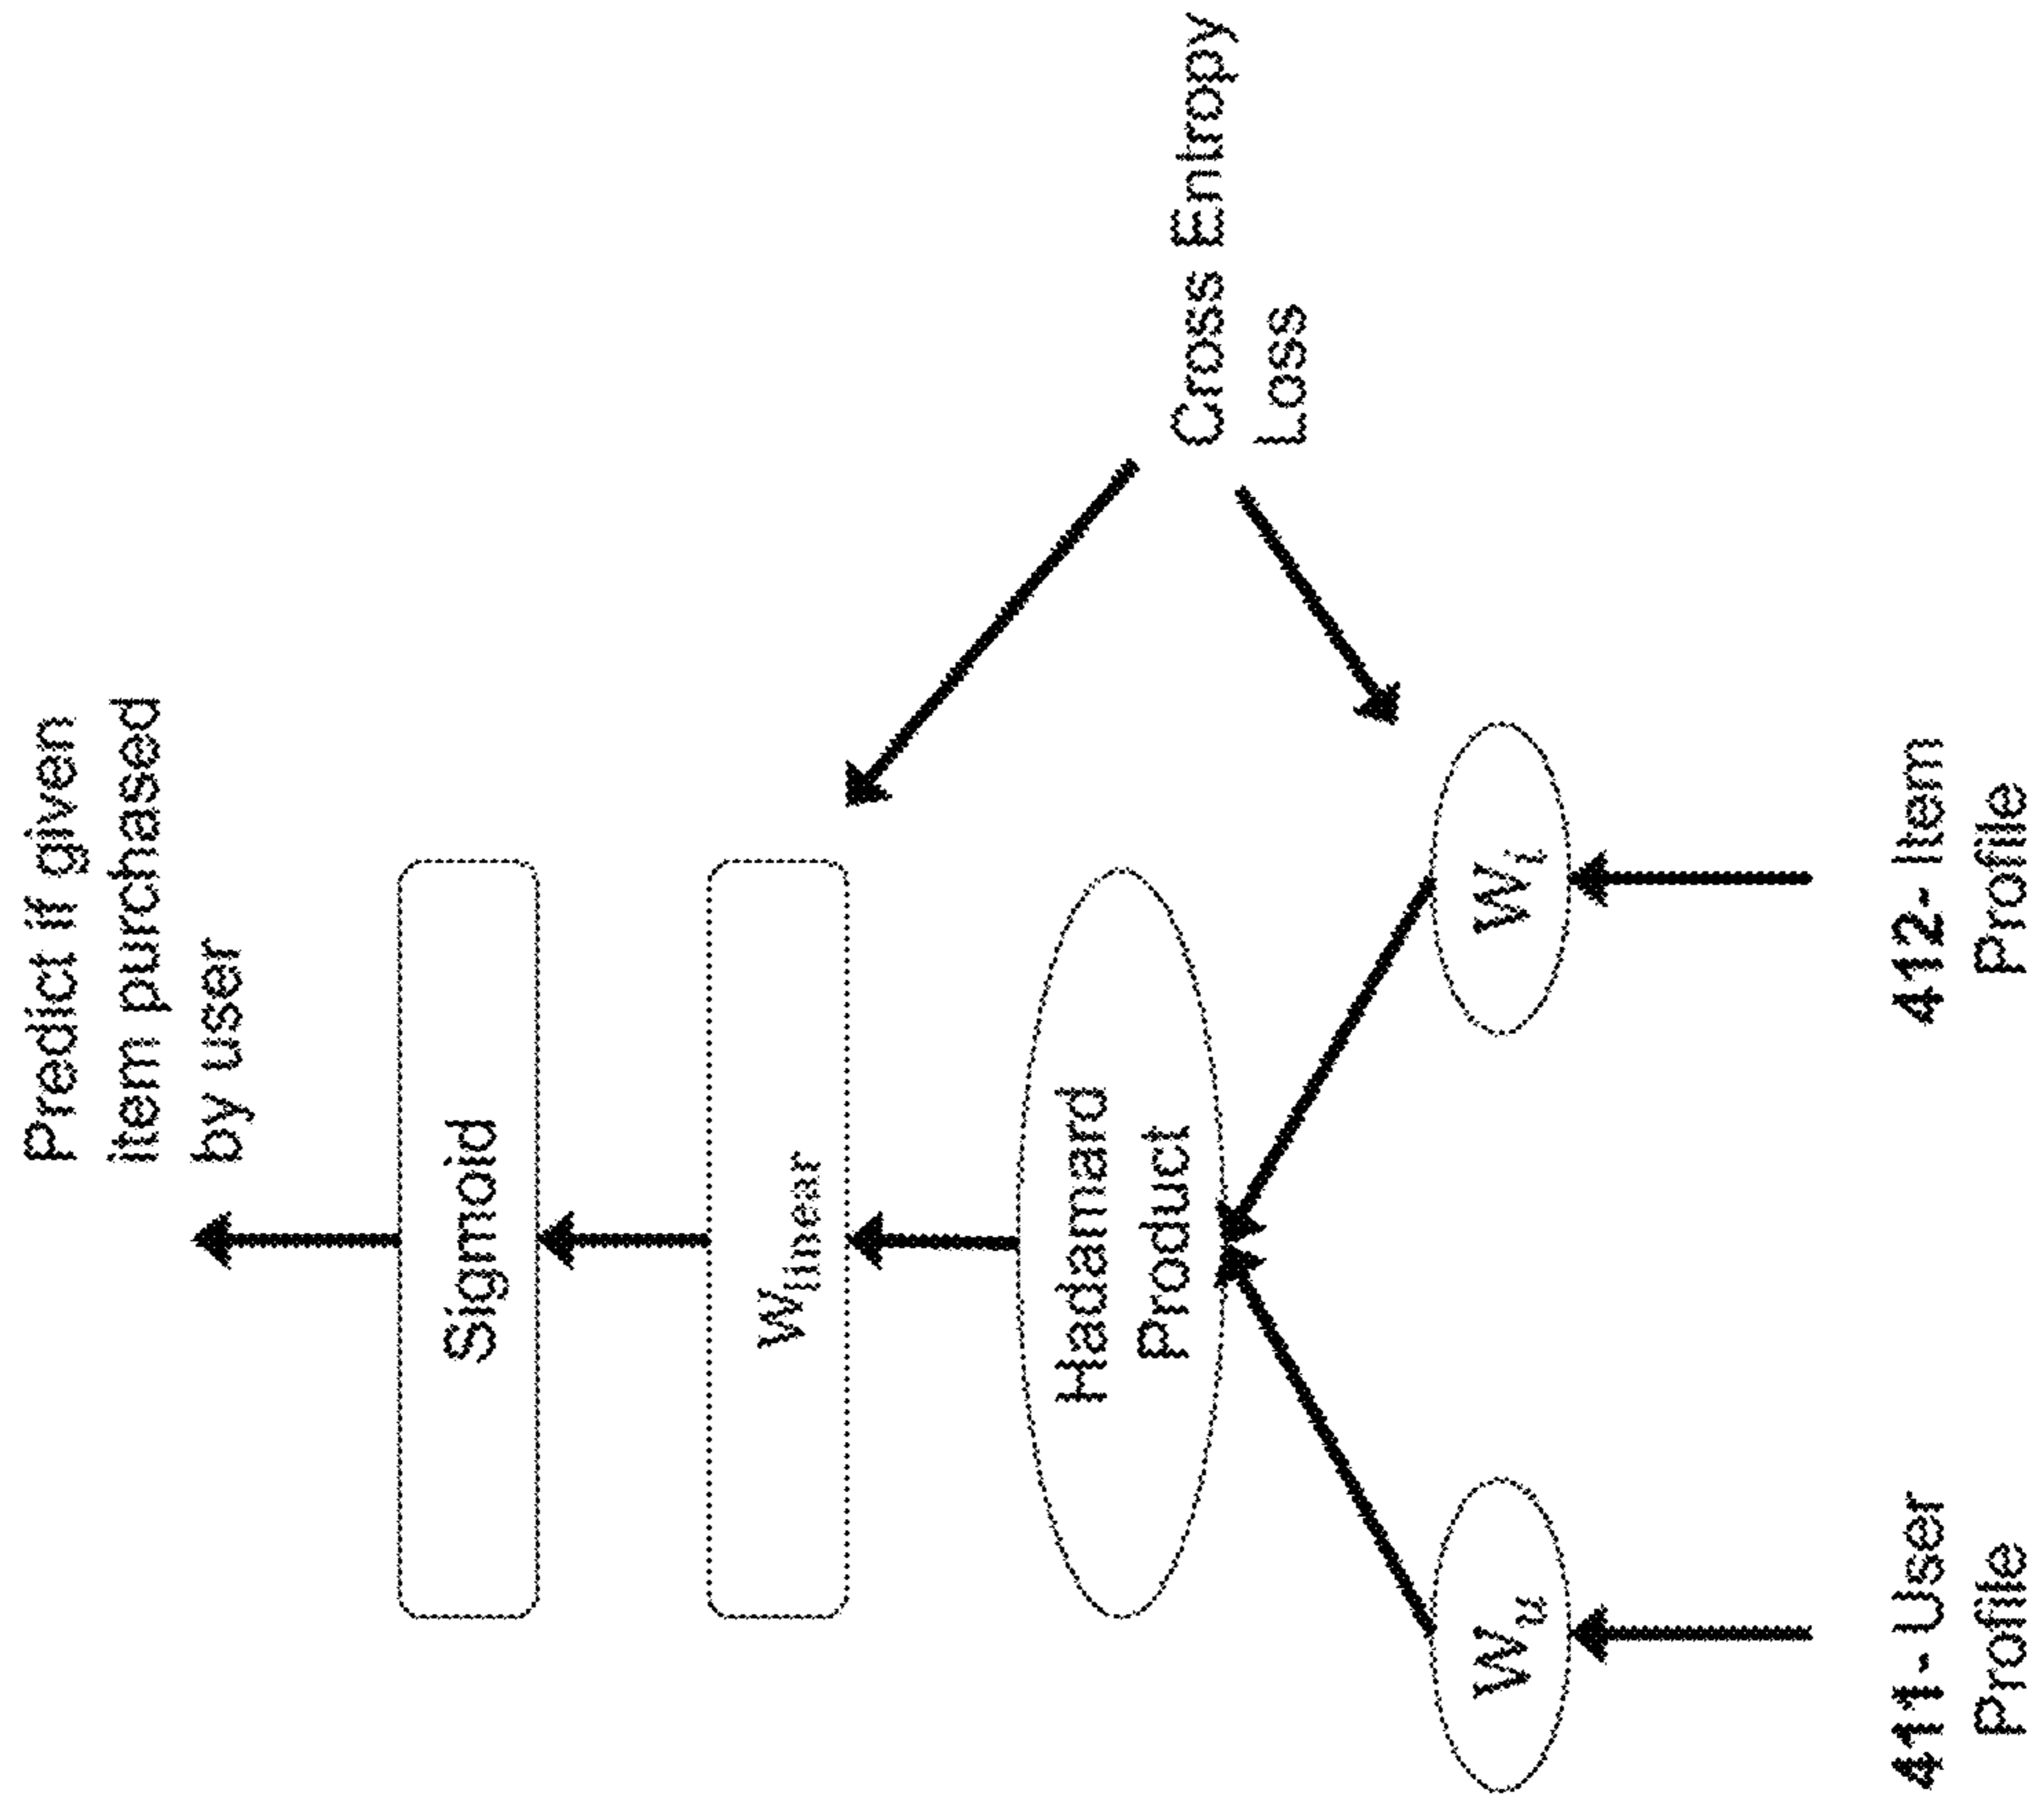 Predict if given
item purchased
by user
Sigmoid
W_linear
Hadamard
Product
Cross Entropy
Loss
W_u
W_i
411- User
Profile
412- Item
Profile